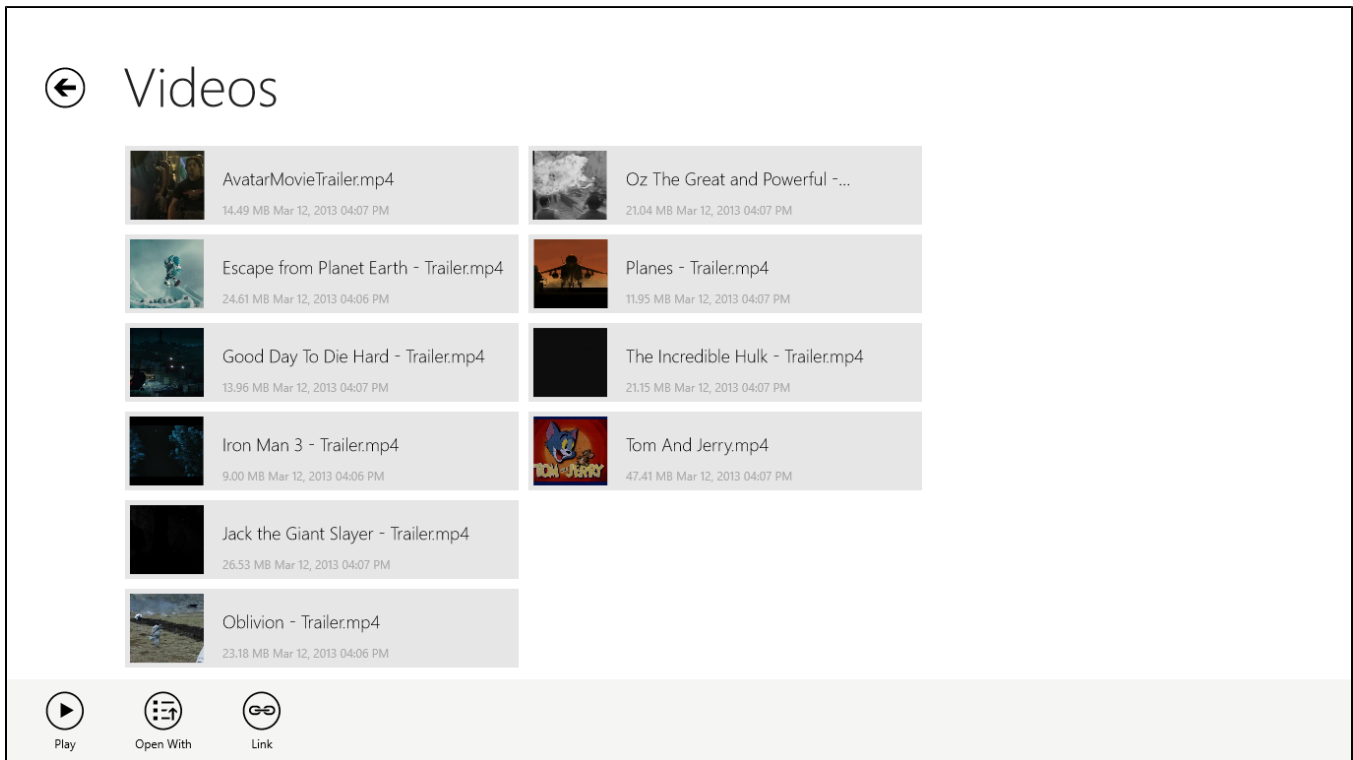 Videos
AvatarMovieTrailer.mp4
14.49 MB Mar 12, 2013 04:07 PM
Escape from Planet Earth - Trailer.mp4
24.61 MB Mar 12, 2013 04:06 PM
Good Day To Die Hard - Trailer.mp4
13.96 MB Mar 12, 2013 04:07 PM
Iron Man 3 - Trailer.mp4
9.00 MB Mar 12, 2013 04:06 PM
Jack the Giant Slayer - Trailer.mp4
26.53 MB Mar 12, 2013 04:07 PM
Oblivion - Trailer.mp4
23.18 MB Mar 12, 2013 04:06 PM
Oz The Great and Powerful -...
21.04 MB Mar 12, 2013 04:07 PM
Planes - Trailer.mp4
11.95 MB Mar 12, 2013 04:07 PM
The Incredible Hulk - Trailer.mp4
21.15 MB Mar 12, 2013 04:07 PM
TOM and JERRY
Tom And Jerry.mp4
47.41 MB Mar 12, 2013 04:07 PM
Play
Open With
Link